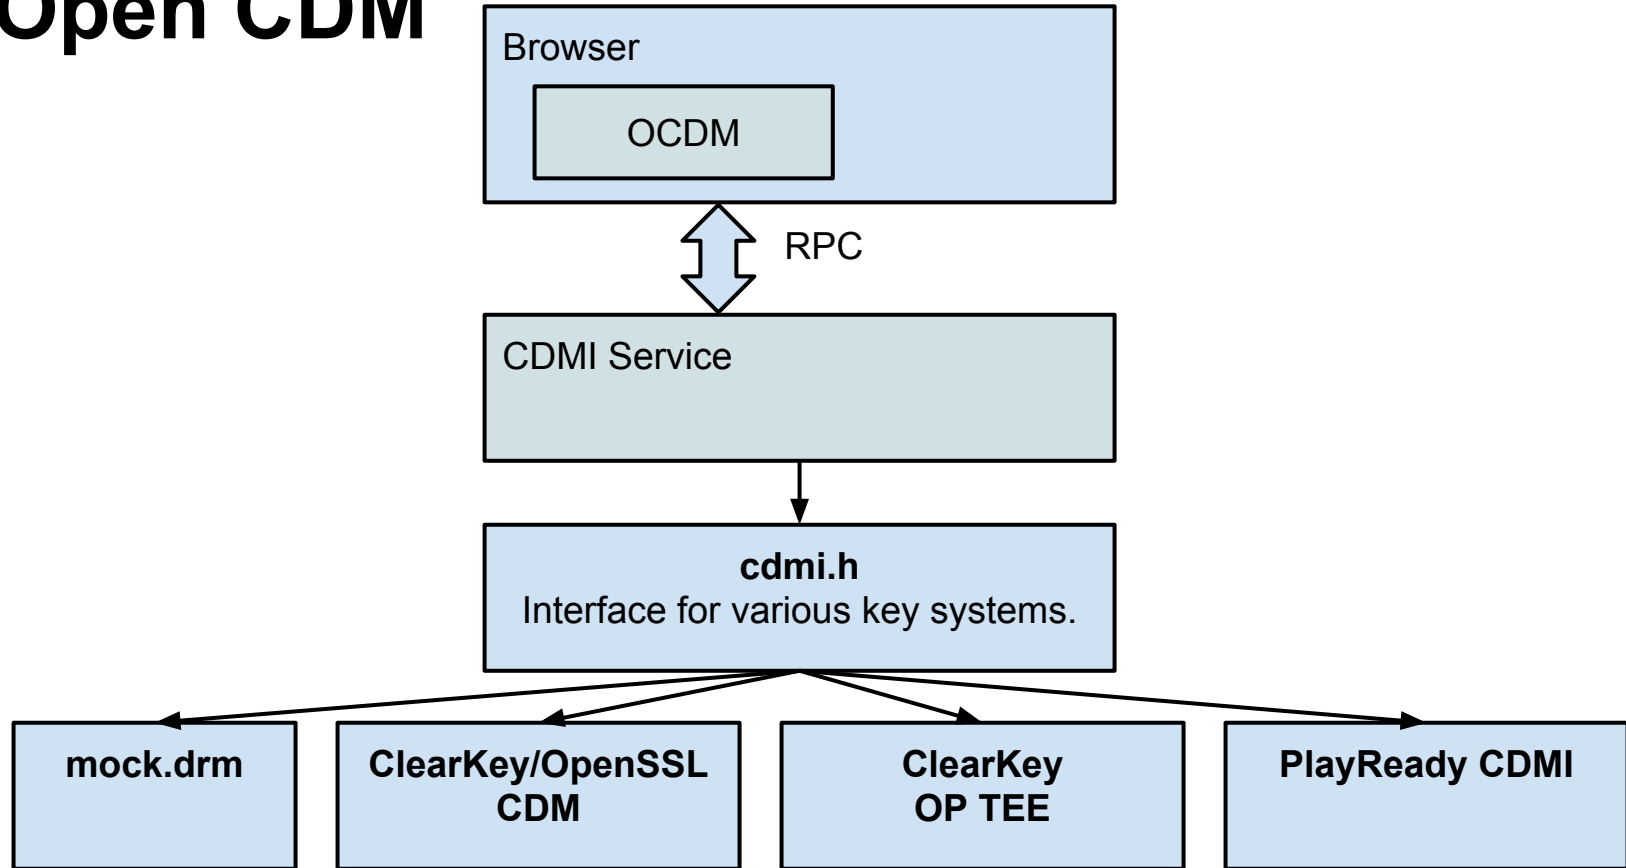 Open CDM
Browser
OCDM
RPC
CDMI Service
cdmi.h
Interface for various key systems.
mock.drm
ClearKey/OpenSSL
CDM
ClearKey
OP TEE
PlayReady CDMI